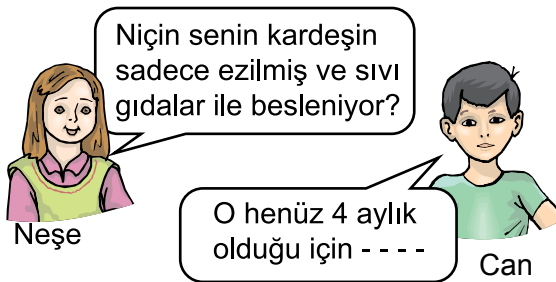 Niçin senin kardeşin
sadece ezilmiş ve sıvı
gıdalar ile besleniyor?
Neşe
O henüz 4 aylık
olduğu için - - - -
Can